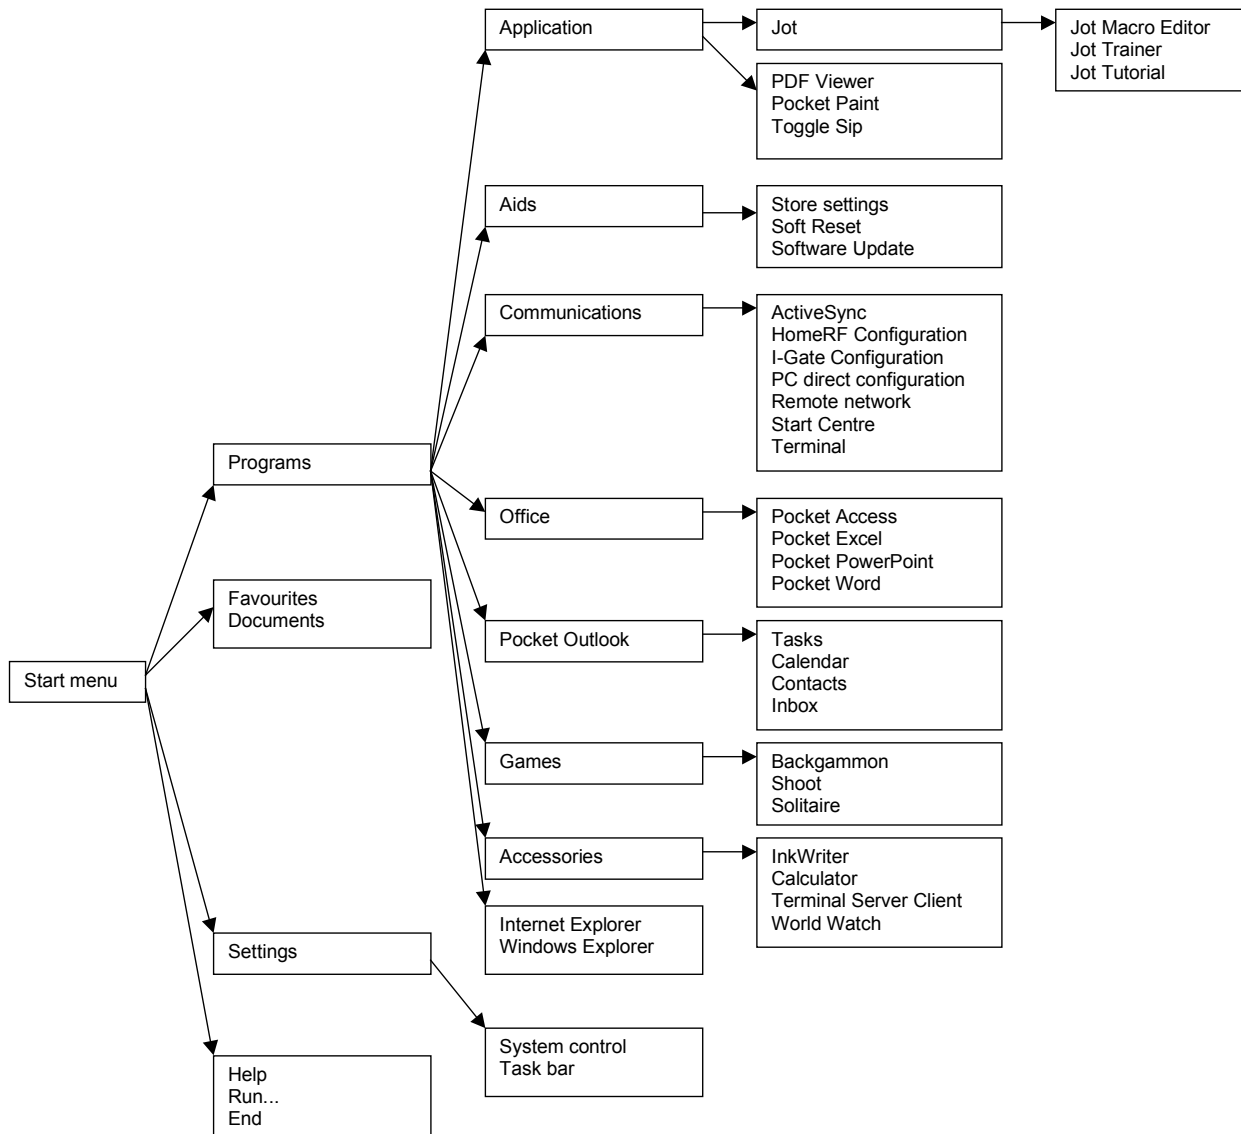 Application
Jot
Jot Macro Editor
Jot Trainer
Jot Tutorial
PDF Viewer
Pocket Paint
Toggle Sip
Aids
Store settings
Soft Reset
Software Update
Communications
ActiveSync
HomeRF Configuration
I-Gate Configuration
PC direct configuration
Remote network
Start Centre
Terminal
Programs
Office
Pocket Access
Pocket Excel
Pocket PowerPoint
Pocket Word
Favourites
Documents
Pocket Outlook
Tasks
Calendar
Contacts
Inbox
Start menu
Games
Backgammon
Shoot
Solitaire
Accessories
InkWriter
Calculator
Terminal Server Client
World Watch
Internet Explorer
Windows Explorer
Settings
System control
Task bar
Help
Run...
End